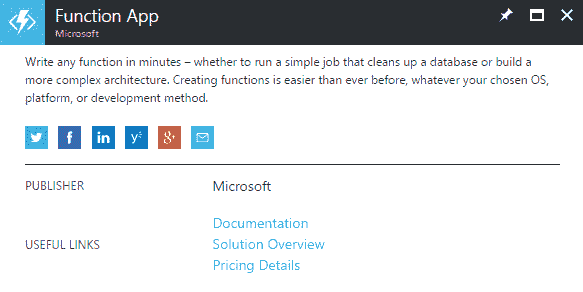 Function App
Microsoft
Write any function in minutes – whether to run a simple job that cleans up a database or build a
more complex architecture. Creating functions is easier than ever before, whatever your chosen OS,
platform, or development method.
f in y g+
PUBLISHER Microsoft
Documentation
USEFUL LINKS Solution Overview
Pricing Details